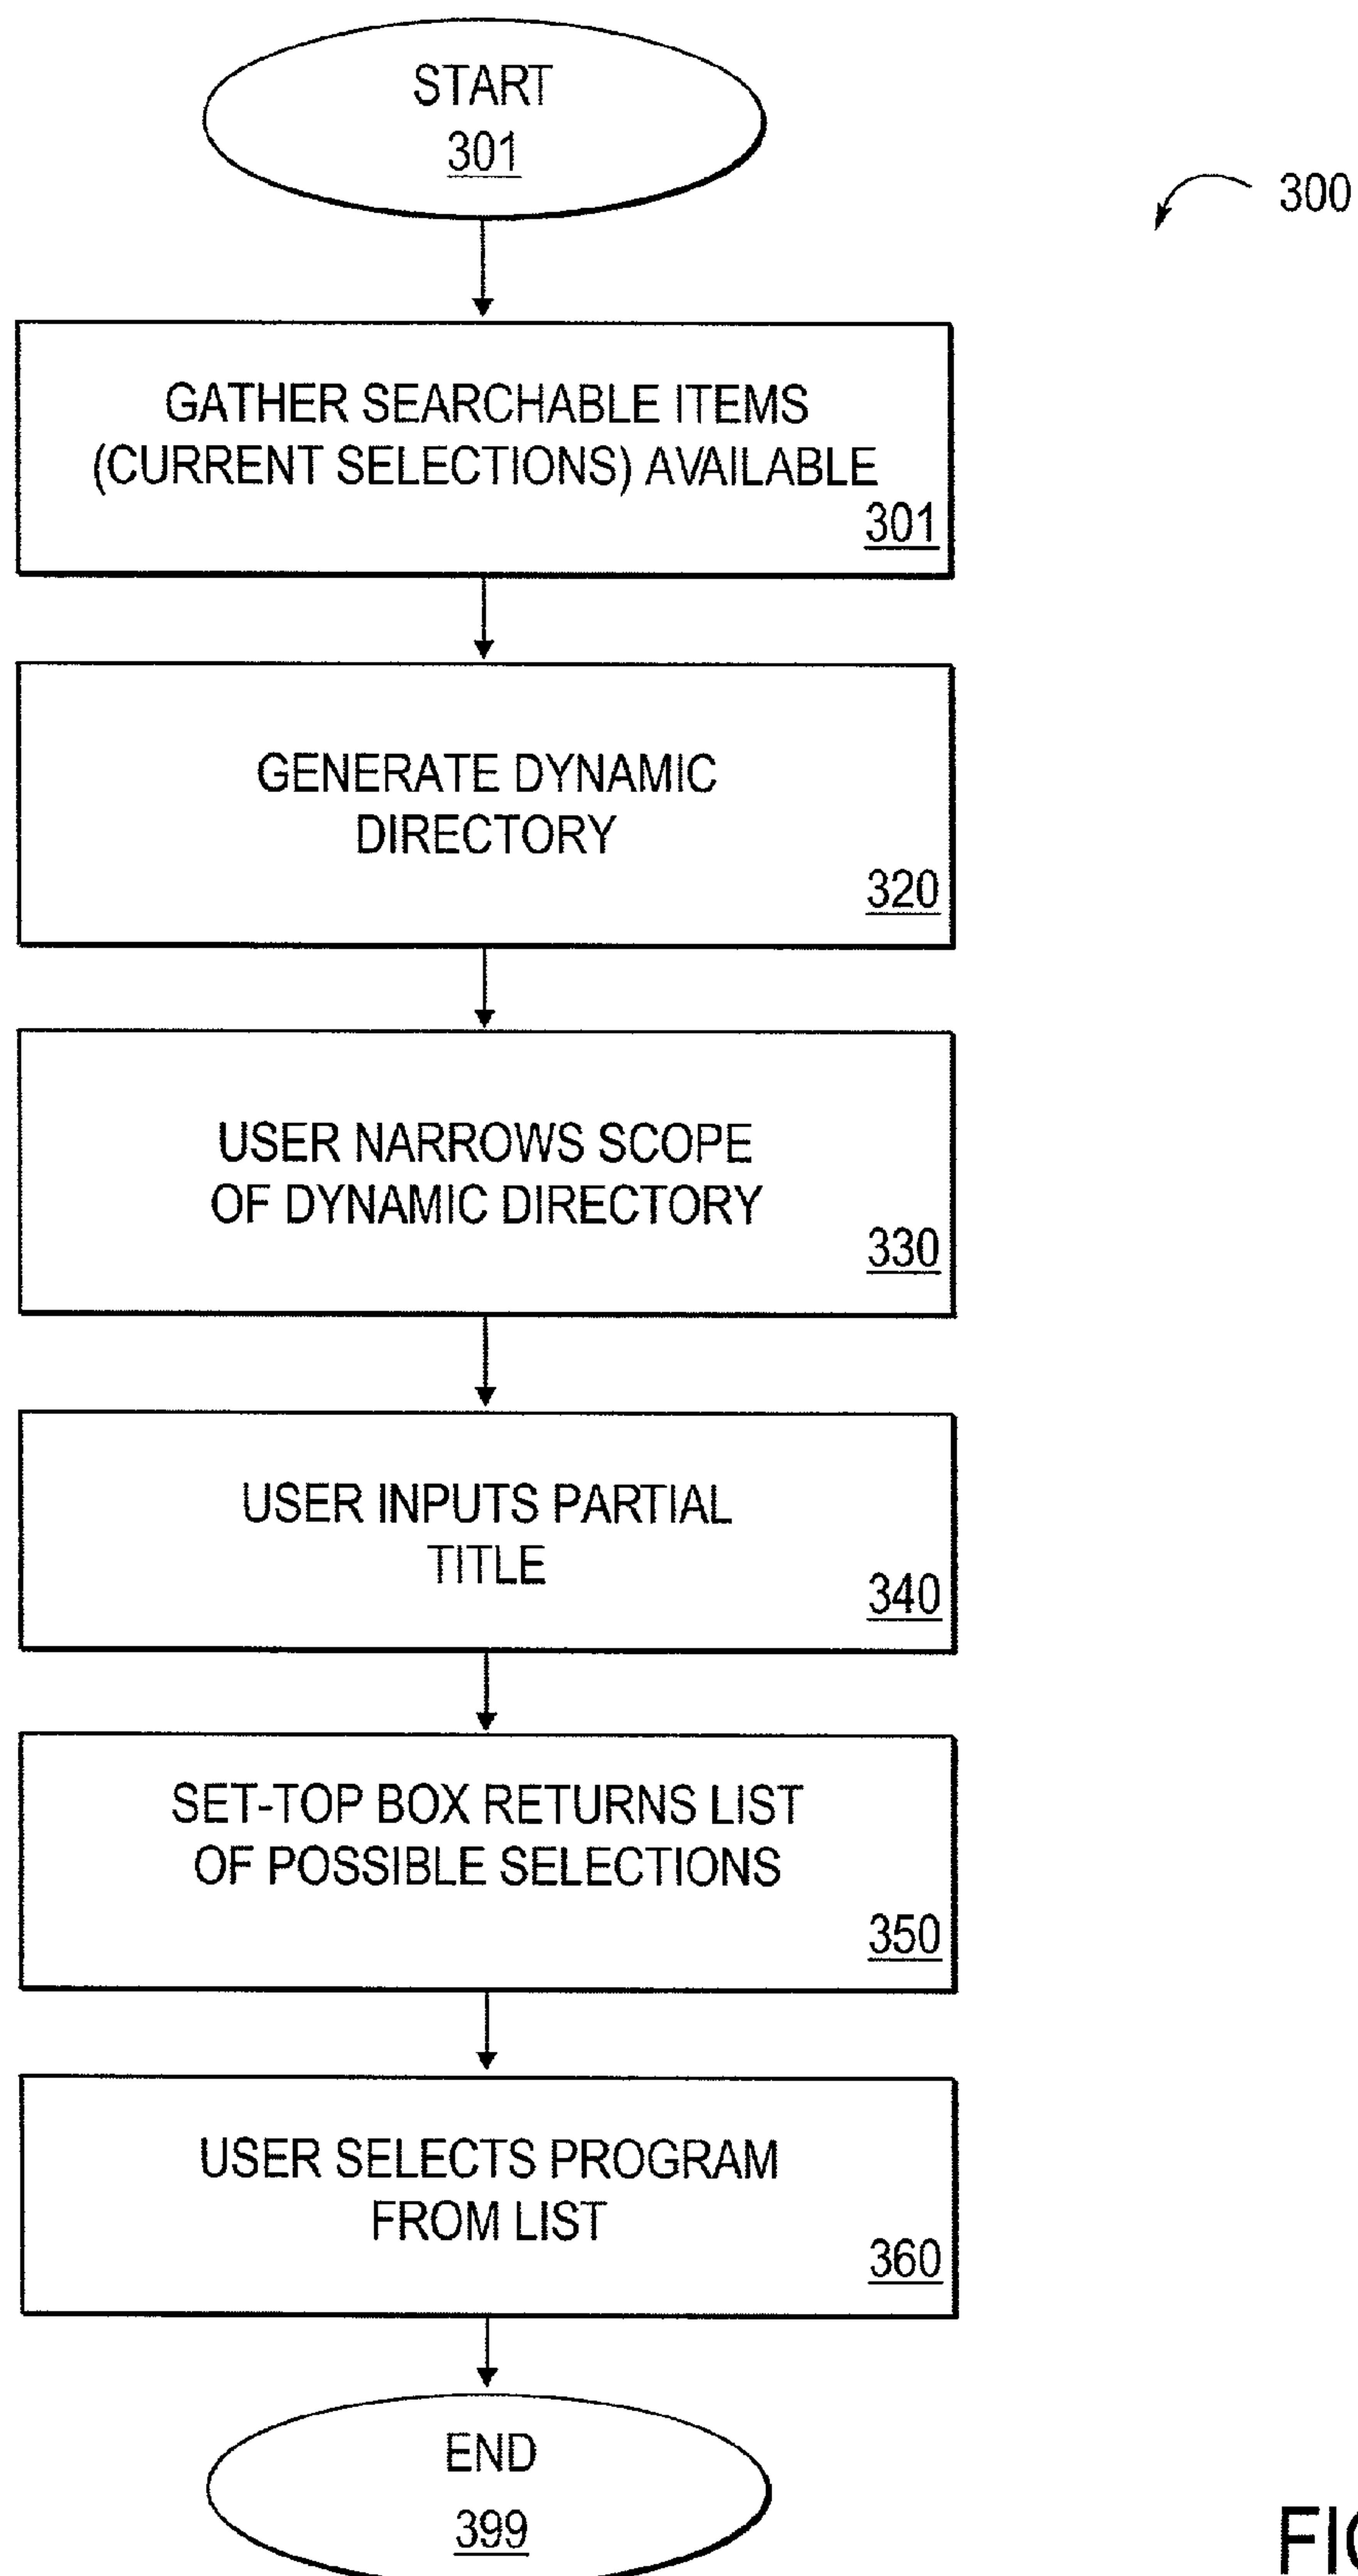 START
301
300
GATHER SEARCHABLE ITEMS
(CURRENT SELECTIONS) AVAILABLE
301
GENERATE DYNAMIC
DIRECTORY
320
USER NARROWS SCOPE
OF DYNAMIC DIRECTORY
330
USER INPUTS PARTIAL
TITLE
340
SET-TOP BOX RETURNS LIST
OF POSSIBLE SELECTIONS
350
USER SELECTS PROGRAM
FROM LIST
360
END
399